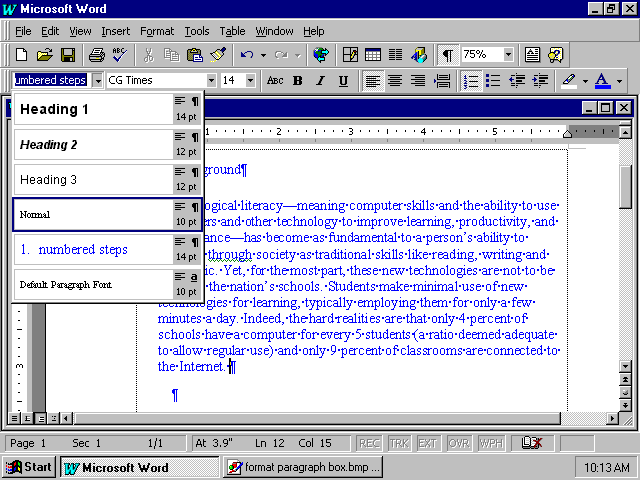 Microsoft Word
File Edit View Insert Format Tools Table Window Help
75%
umbered steps CG Times 14 ABC B I U
Heading 1 14 pt
Heading 2 12 pt
Heading 3 12 pt
Normal 10 pt
1. numbered steps 14 pt
Default Paragraph Font a 10 pt
1 2 3 4 5
round¶
ogical literacy—meaning computer skills and the ability to use
ers and other technology to improve learning, productivity, and
ance—has become as fundamental to a person's ability to
through society as traditional skills like reading, writing and
ic. Yet, for the most part, these new technologies are not to be
the nation's schools. Students make minimal use of new
technologies for learning, typically employing them for only a few
minutes a day. Indeed, the hard realities are that only 4 percent of
schools have a computer for every 5 students (a ratio deemed adequate
to allow regular use) and only 9 percent of classrooms are connected to
the Internet. ¶
¶
3
Page 1 Sec 1 1/1 At 3.9" Ln 12 Col 15 REC TRK EXT OVR WPH
Start Microsoft Word format paragraph box.bmp ... 10:13 AM